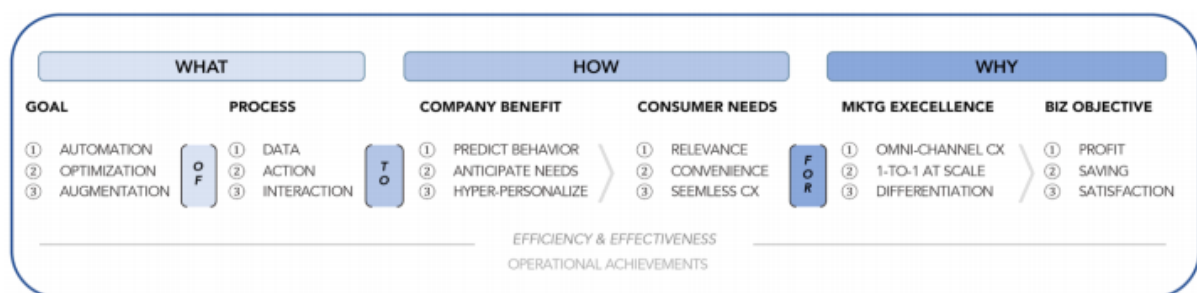 WHAT HOW WHY
GOAL PROCESS COMPANY BENEFIT CONSUMER NEEDS MKTG EXECELLENCE BIZ OBJECTIVE
① AUTOMATION ① DATA ① PREDICT BEHAVIOR ① RELEVANCE ① OMNI-CHANNEL CX ① PROFIT
② OPTIMIZATION OF ② ACTION TO ② ANTICIPATE NEEDS ② CONVENIENCE FOR ② 1-TO-1 AT SCALE ② SAVING
③ AUGMENTATION ③ INTERACTION ③ HYPER-PERSONALIZE ③ SEEMLESS CX ③ DIFFERENTIATION ③ SATISFACTION
EFFICIENCY & EFFECTIVENESS
OPERATIONAL ACHIEVEMENTS